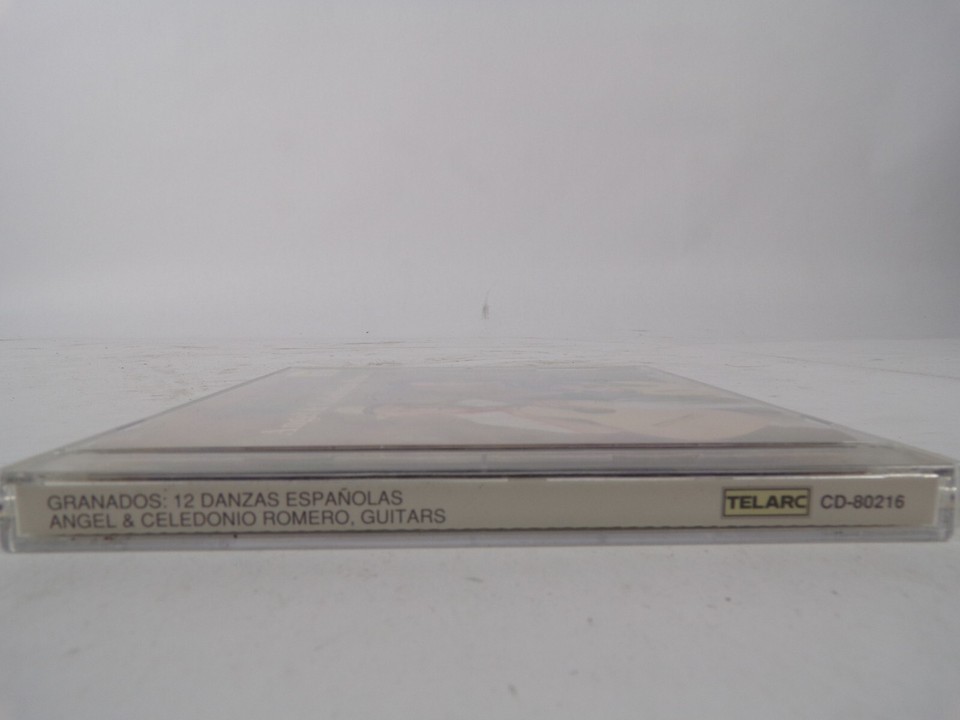 GRANADOS: 12 DANZAS ESPAÑOLAS
ANGEL & CELEDONIO ROMERO, GUITARS
TELARC CD-80216